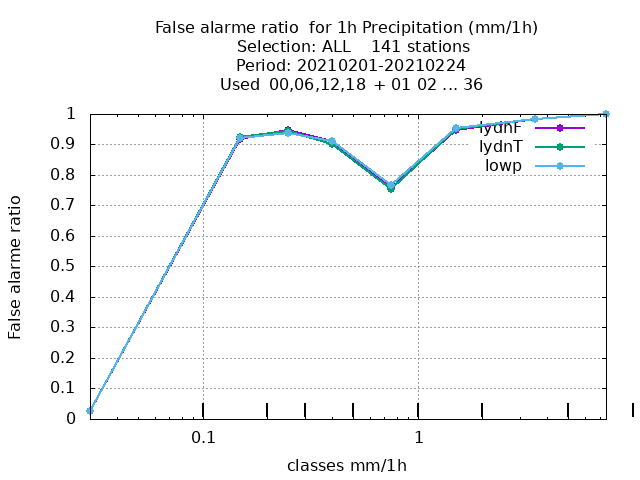 False alarme ratio  for 1h Precipitation (mm/1h)
Selection: ALL    141 stations
Period: 20210201-20210224
Used  00,06,12,18  + 01 02 ... 36
1
0.9
0.8
0.7
0.6
0.5
0.4
0.3
0.2
0.1
0
False alarme ratio
lydnF
lydnT
lowp
0.1
1
classes mm/1h